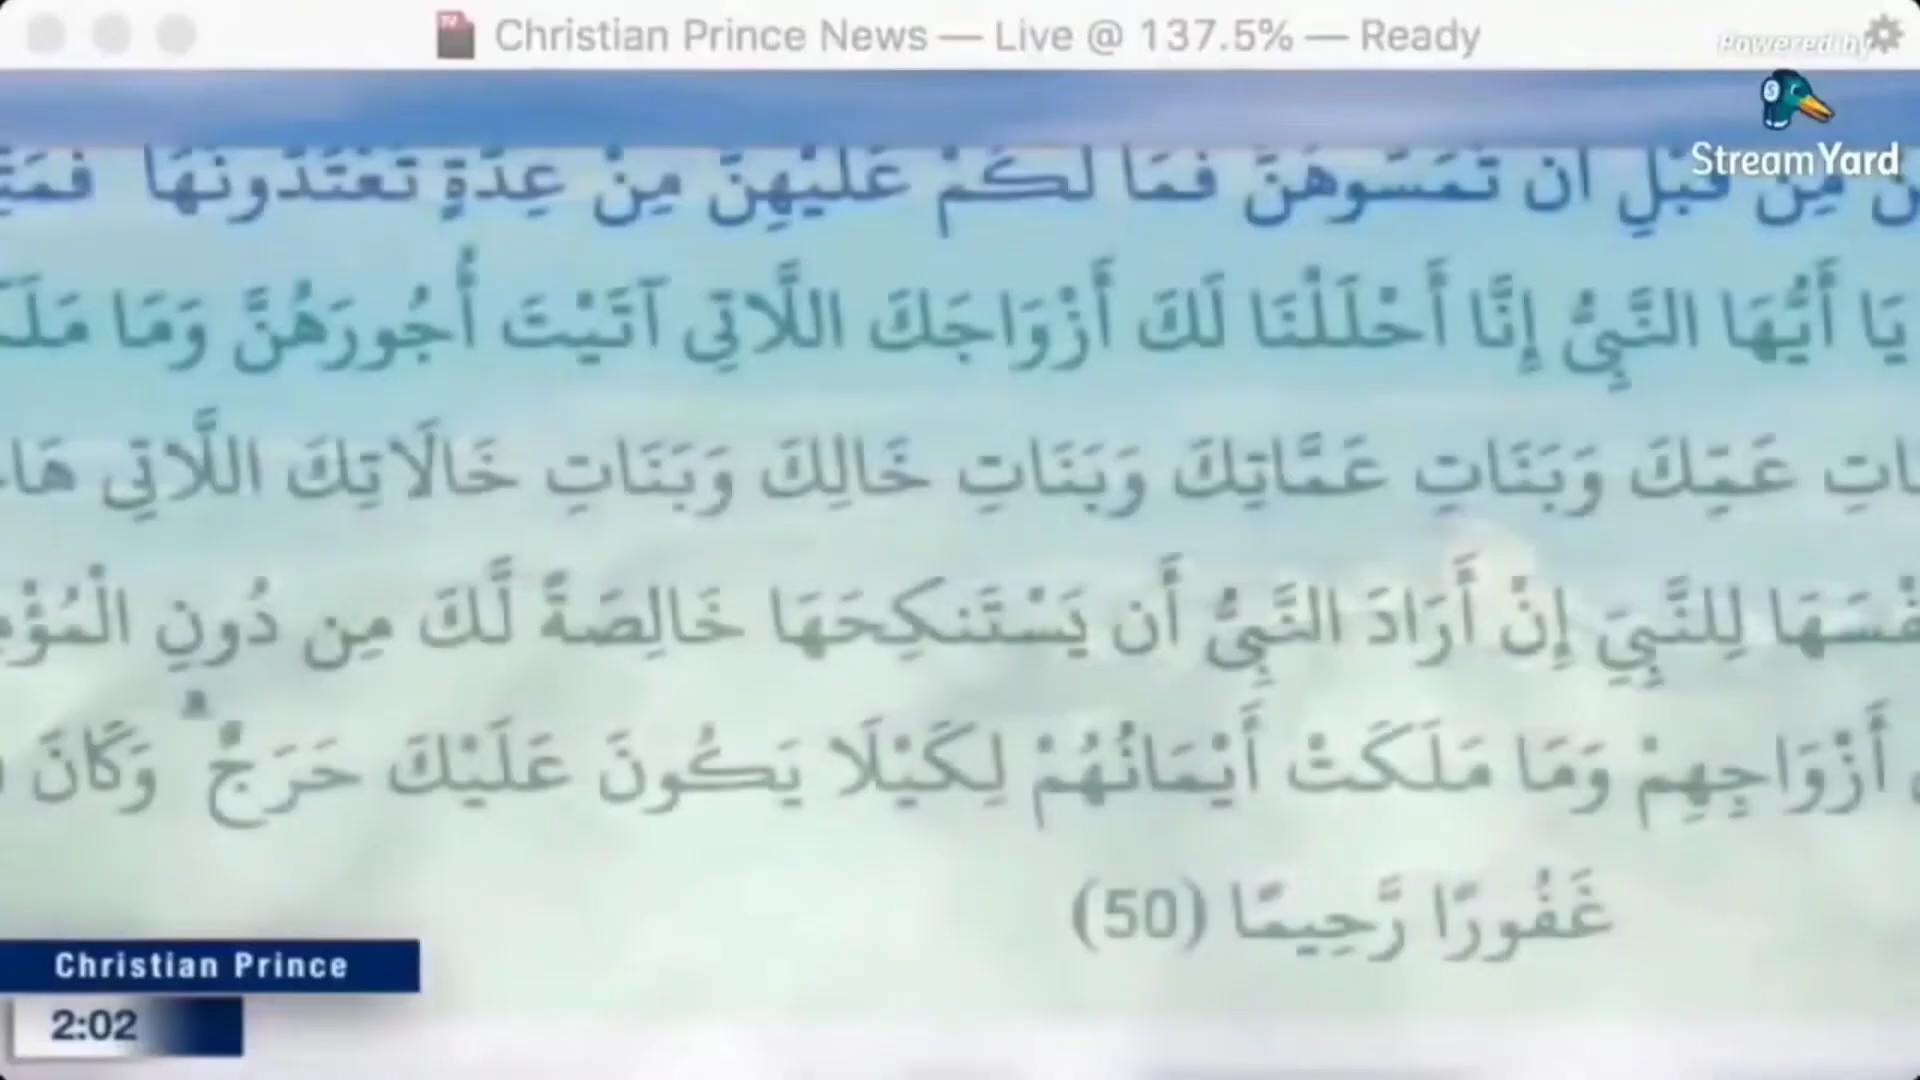 Christian Prince News — Live @ 137.5% — Ready
Powered by
StreamYard
مِن قَبْلِ أَن تَمَسُّوهُنَّ فَمَا لَكُمْ عَلَيْهِنَّ مِنْ عِدَّةٍ تَعْتَدُّونَهَا
يَا أَيُّهَا النَّبِيُّ إِنَّا أَحْلَلْنَا لَكَ أَزْوَاجَكَ اللَّاتِي آتَيْتَ أُجُورَهُنَّ وَمَا
عَمِّكَ وَبَنَاتِ عَمَّاتِكَ وَبَنَاتِ خَالِكَ وَبَنَاتِ خَالَاتِكَ اللَّاتِي
لِلنَّبِيِّ إِنْ أَرَادَ النَّبِيُّ أَن يَسْتَنكِحَهَا خَالِصَةً لَّكَ مِن دُونِ
أَزْوَاجِهِمْ وَمَا مَلَكَتْ أَيْمَانُهُمْ لِكَيْلَا يَكُونَ عَلَيْكَ حَرَجٌ ۗ وَكَانَ
غَفُورًا رَّحِيمًا (50)
Christian Prince
2:02